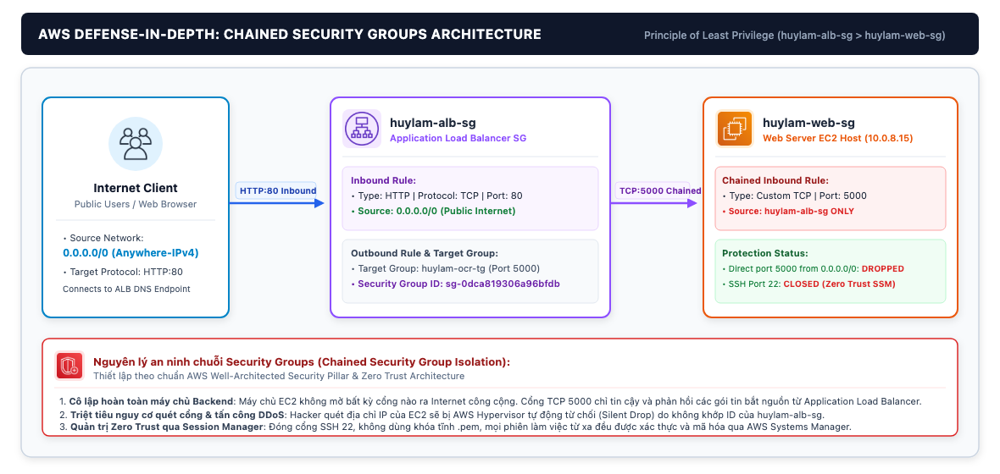 AWS DEFENSE-IN-DEPTH: CHAINED SECURITY GROUPS ARCHITECTURE
Principle of Least Privilege (huylam-alb-sg > huylam-web-sg)
Internet Client
Public Users / Web Browser
• Source Network:
0.0.0.0/0 (Anywhere-IPv4)
• Target Protocol: HTTP:80
Connects to ALB DNS Endpoint
HTTP:80 Inbound
huylam-alb-sg
Application Load Balancer SG
Inbound Rule:
• Type: HTTP | Protocol: TCP | Port: 80
• Source: 0.0.0.0/0 (Public Internet)
Outbound Rule & Target Group:
• Target Group: huylam-ocr-tg (Port 5000)
• Security Group ID: sg-0dca819306a96bfdb
TCP:5000 Chained
huylam-web-sg
Web Server EC2 Host (10.0.8.15)
Chained Inbound Rule:
• Type: Custom TCP | Port: 5000
• Source: huylam-alb-sg ONLY
Protection Status:
• Direct port 5000 from 0.0.0.0/0: DROPPED
• SSH Port 22: CLOSED (Zero Trust SSM)
Nguyên lý an ninh chuỗi Security Groups (Chained Security Group Isolation):
Thiết lập theo chuẩn AWS Well-Architected Security Pillar & Zero Trust Architecture
1. Cô lập hoàn toàn máy chủ Backend: Máy chủ EC2 không mở bất kỳ cổng nào ra Internet công cộng. Cổng TCP 5000 chỉ tin cậy và phản hồi các gói tin bắt nguồn từ Application Load Balancer.
2. Triệt tiêu nguy cơ quét cổng & tấn công DDoS: Hacker quét địa chỉ IP của EC2 sẽ bị AWS Hypervisor tự động từ chối (Silent Drop) do không khớp ID của huylam-alb-sg.
3. Quản trị Zero Trust qua Session Manager: Đóng cổng SSH 22, không dùng khóa tĩnh .pem, mọi phiên làm việc từ xa đều được xác thực và mã hóa qua AWS Systems Manager.